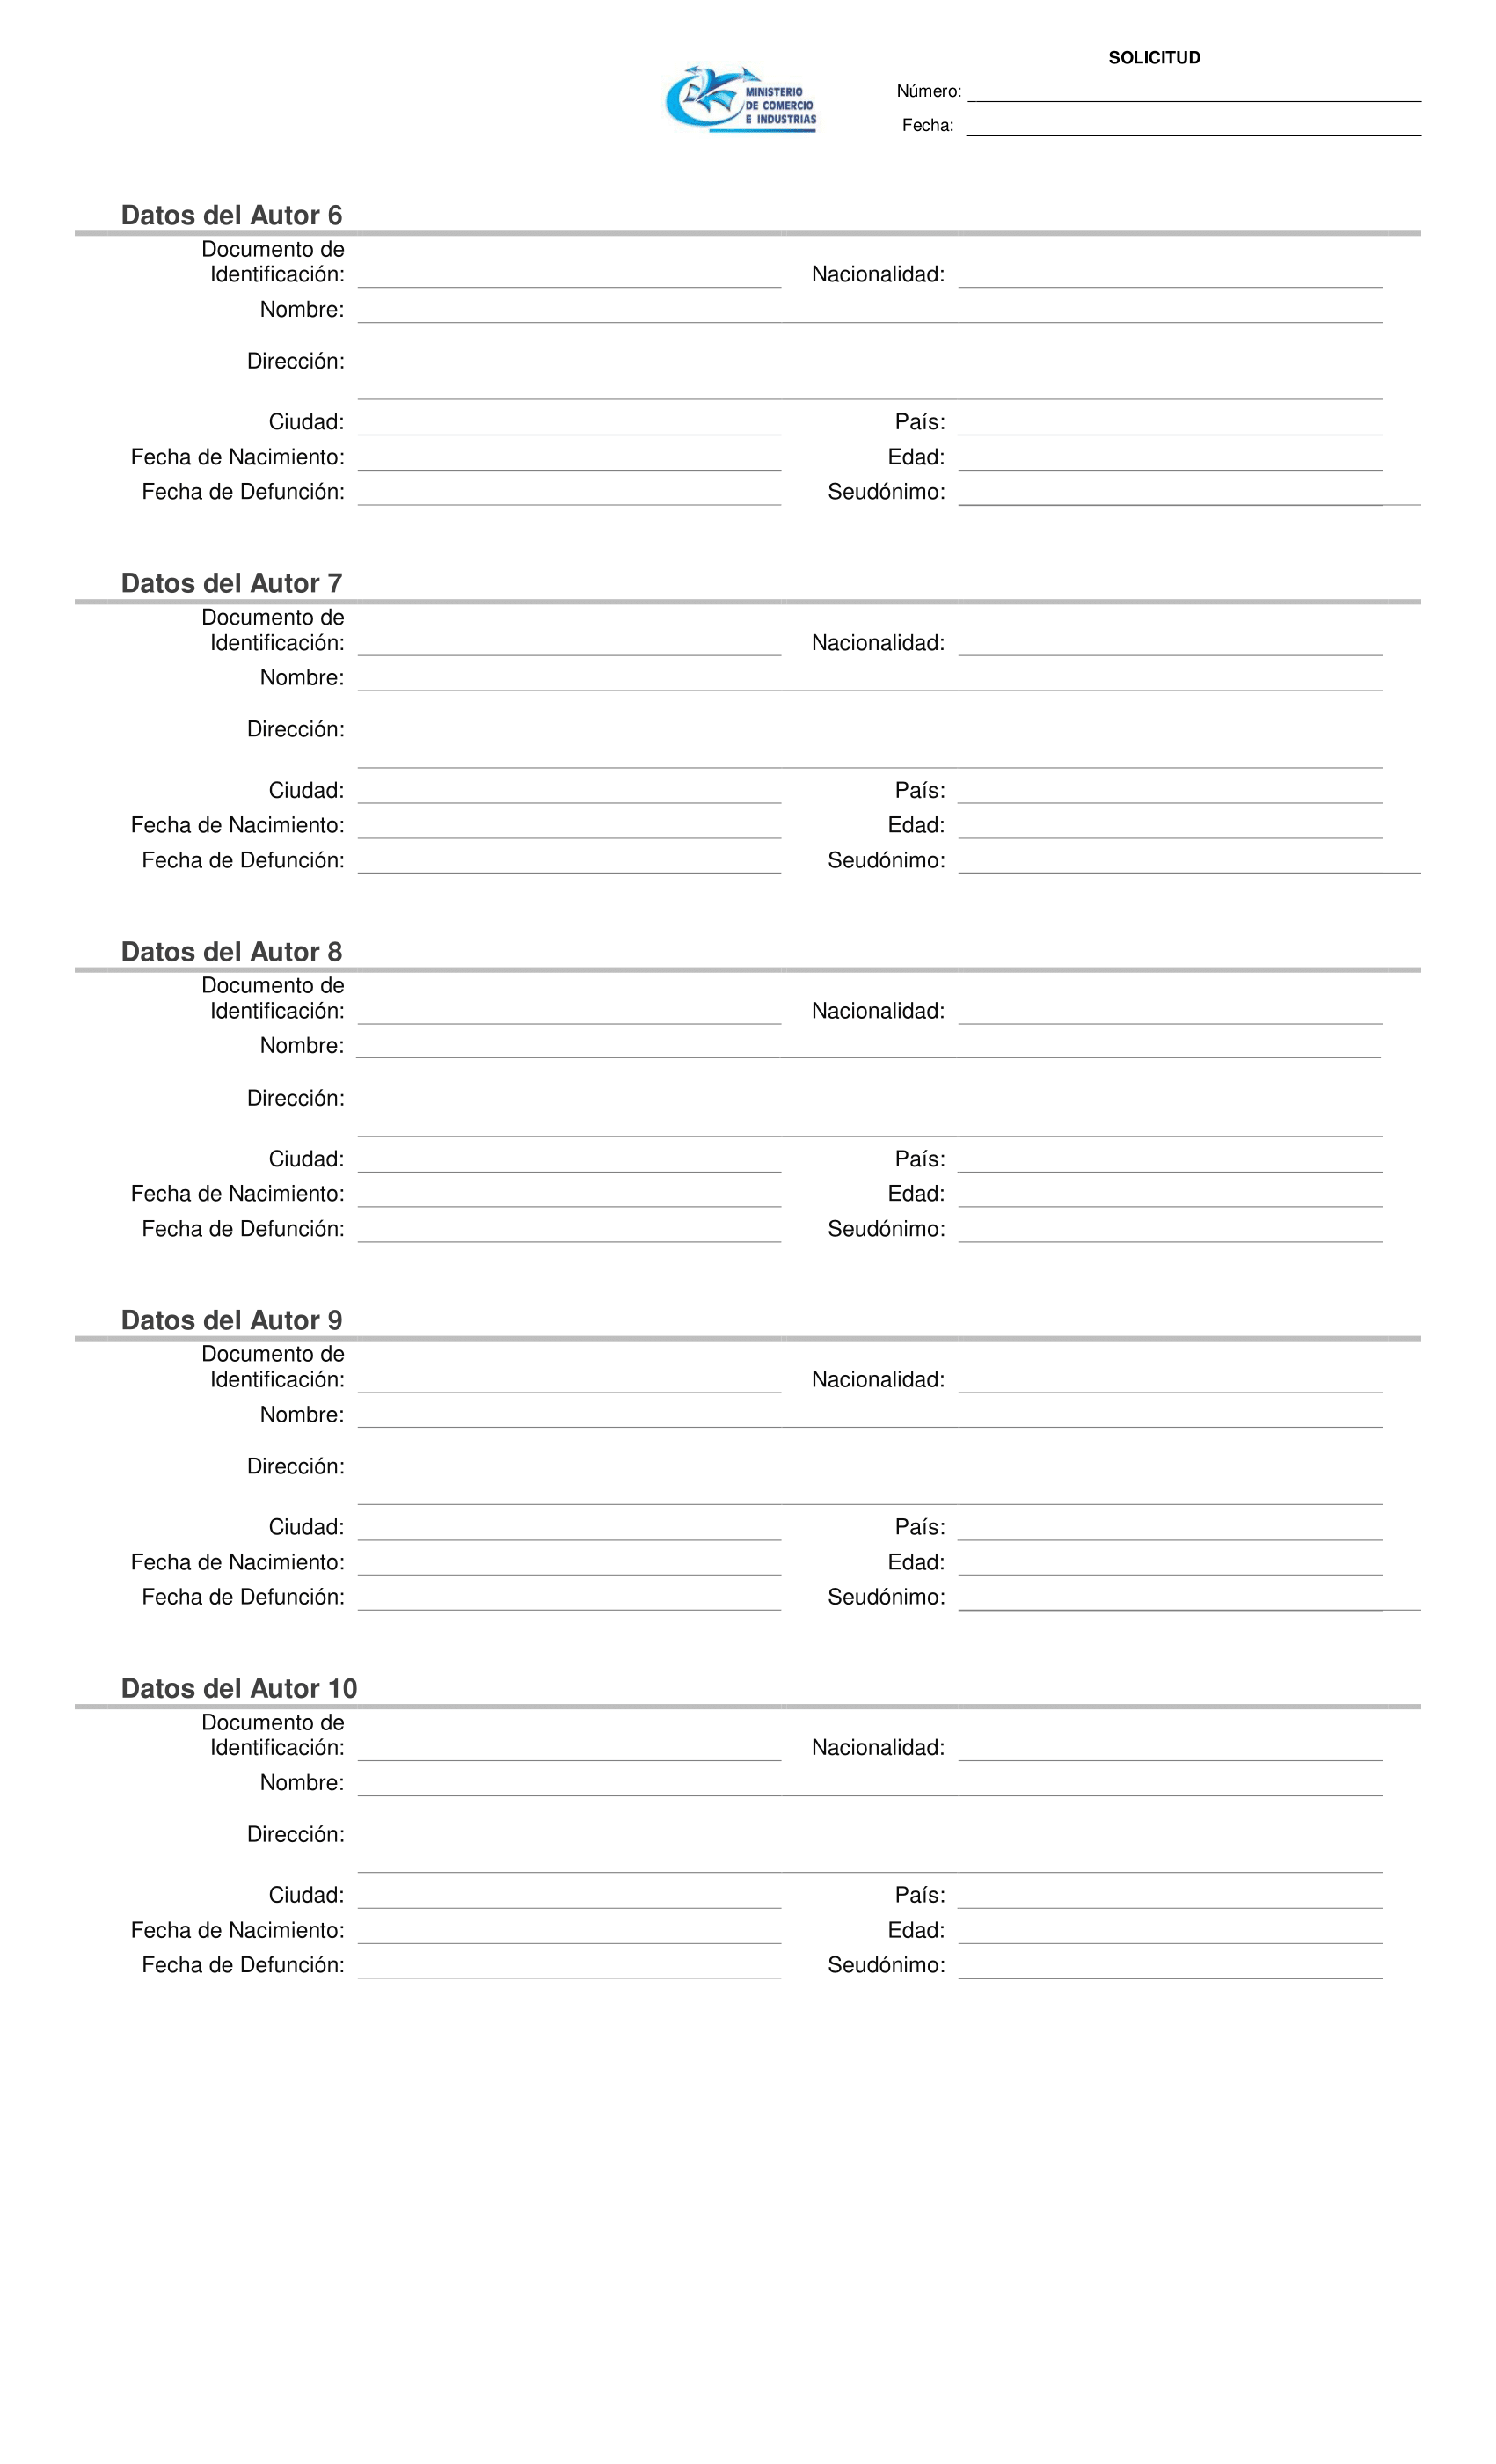 SOLICITUD
MINISTERIO
DE COMERCIO
E INDUSTRIAS
Número:
Fecha:
Datos del Autor 6
Documento de
Identificación: Nacionalidad:
Nombre:
Dirección:
Ciudad: País:
Fecha de Nacimiento: Edad:
Fecha de Defunción: Seudónimo:
Datos del Autor 7
Documento de
Identificación: Nacionalidad:
Nombre:
Dirección:
Ciudad: País:
Fecha de Nacimiento: Edad:
Fecha de Defunción: Seudónimo:
Datos del Autor 8
Documento de
Identificación: Nacionalidad:
Nombre:
Dirección:
Ciudad: País:
Fecha de Nacimiento: Edad:
Fecha de Defunción: Seudónimo:
Datos del Autor 9
Documento de
Identificación: Nacionalidad:
Nombre:
Dirección:
Ciudad: País:
Fecha de Nacimiento: Edad:
Fecha de Defunción: Seudónimo:
Datos del Autor 10
Documento de
Identificación: Nacionalidad:
Nombre:
Dirección:
Ciudad: País:
Fecha de Nacimiento: Edad:
Fecha de Defunción: Seudónimo: